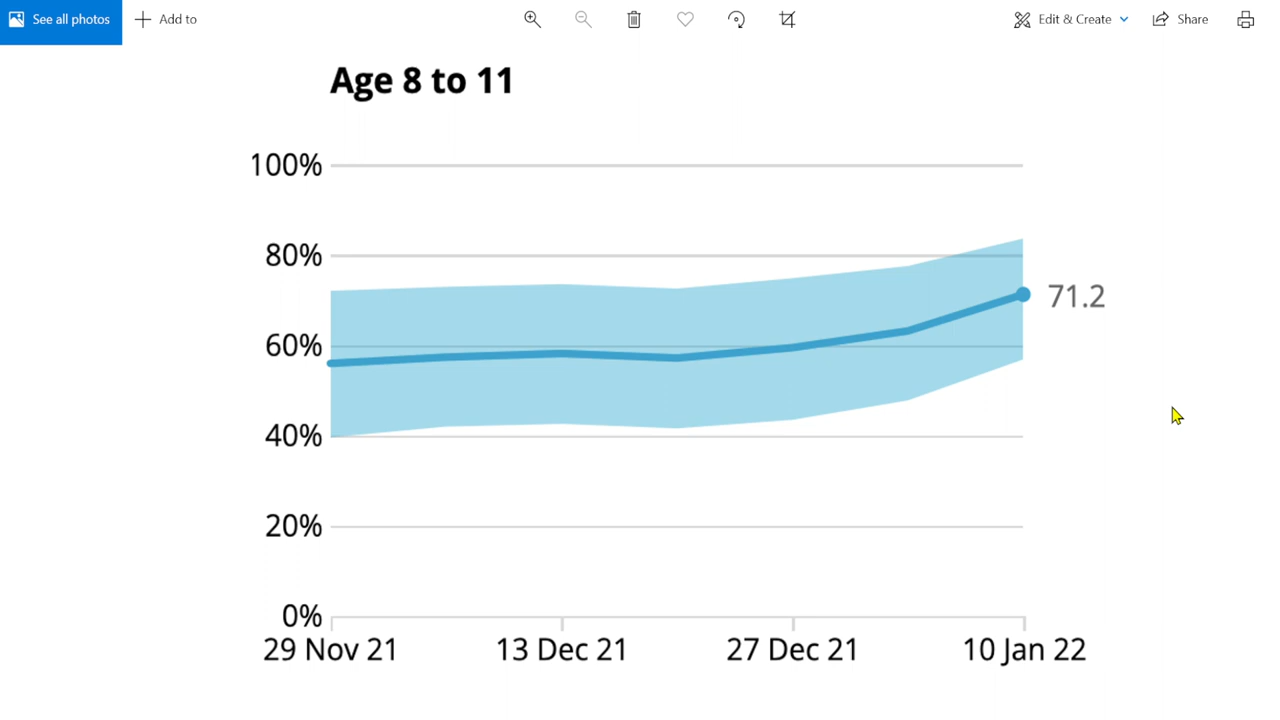 See all photos
Add to
Edit & Create
Share
Age 8 to 11
100%
80%
71.2
60%
40%
20%
0%
29 Nov 21 13 Dec 21 27 Dec 21 10 Jan 22